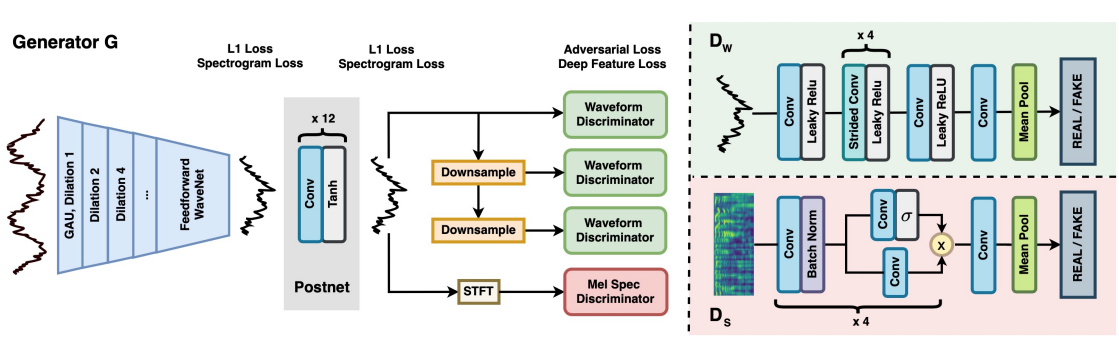 Generator G
L1 Loss
Spectrogram Loss
L1 Loss
Spectrogram Loss
Adversarial Loss
Deep Feature Loss
GAU, Dilation 1
Dilation 2
Dilation 4
...
Feedforward
WaveNet
x 12
Conv
Tanh
Postnet
Downsample
Downsample
STFT
Waveform
Discriminator
Waveform
Discriminator
Waveform
Discriminator
Mel Spec
Discriminator
D_W
x 4
Conv
Leaky Relu
Strided Conv
Leaky Relu
Conv
Leaky ReLU
Conv
Mean Pool
REAL / FAKE
D_S
Conv
Batch Norm
Conv
σ
Conv
x
Conv
Mean Pool
REAL / FAKE
x 4